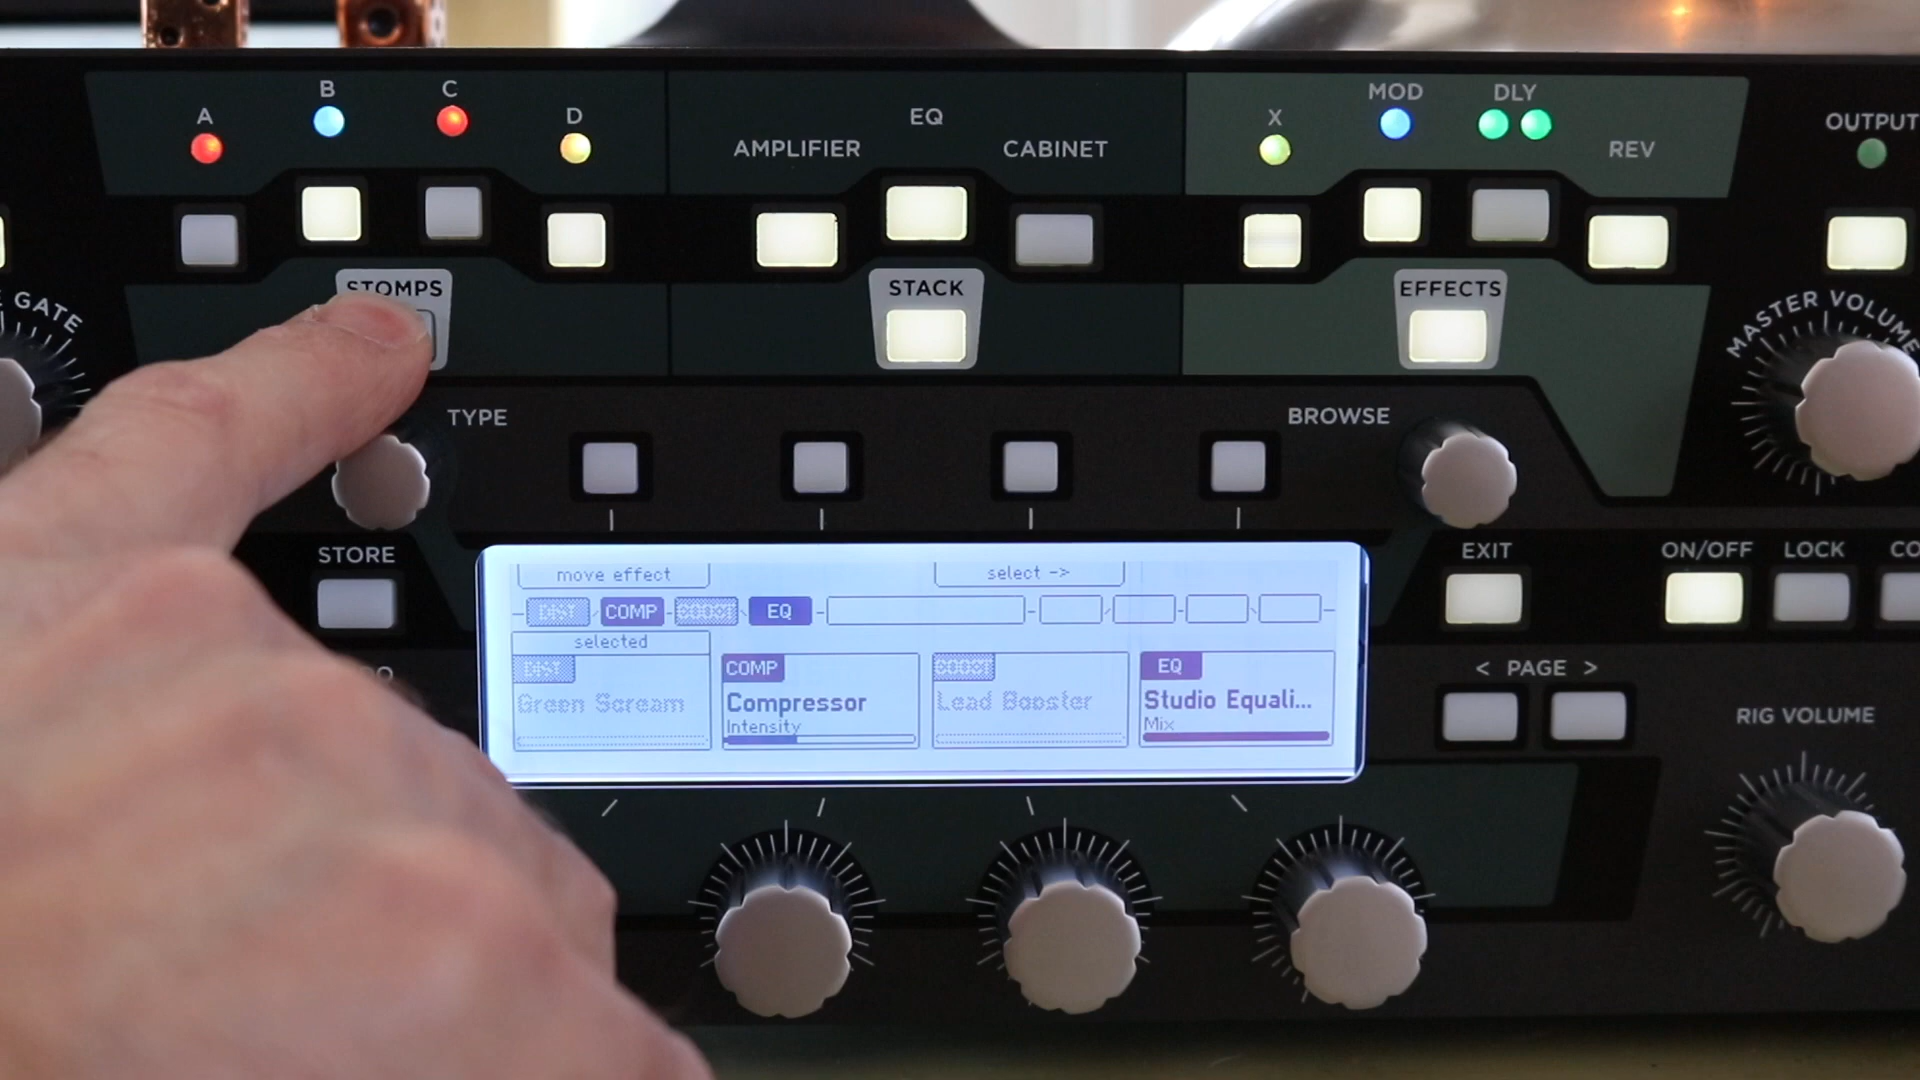 A
B
C
D
AMPLIFIER
EQ
CABINET
X
MOD
DLY
REV
OUTPUT
GATE
STOMPS
STACK
EFFECTS
MASTER VOLUME
TYPE
BROWSE
STORE
EXIT
ON/OFF
LOCK
CO
move effect
select ->
DIST
COMP
BOOST
EQ
selected
DIST
Green Scream
COMP
Compressor
Intensity
BOOST
Lead Booster
EQ
Studio Equali...
Mix
< PAGE >
RIG VOLUME